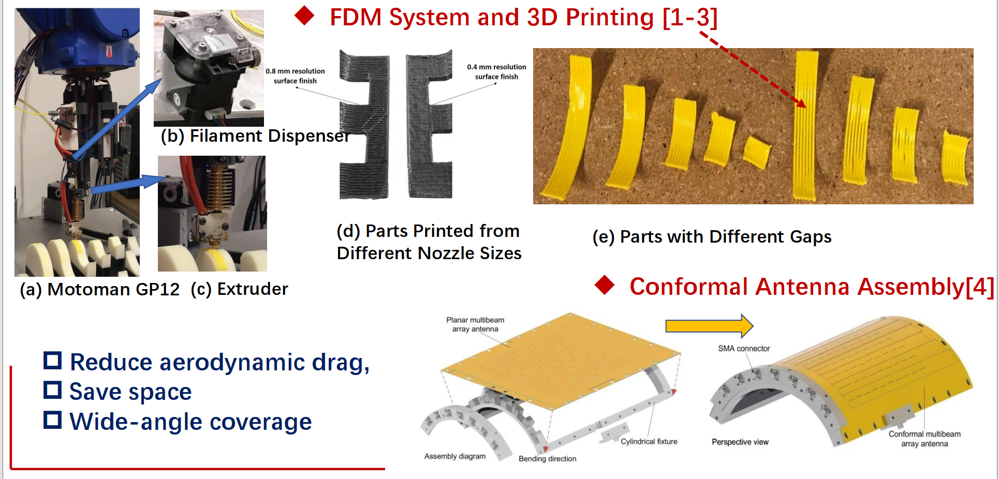 FDM System and 3D Printing [1-3]
0.8 mm resolution
surface finish
0.4 mm resolution
surface finish
(b) Filament Dispenser
(d) Parts Printed from
Different Nozzle Sizes
(e) Parts with Different Gaps
(a) Motoman GP12
(c) Extruder
Conformal Antenna Assembly[4]
Planar multibeam
array antenna
SMA connector
Reduce aerodynamic drag,
Save space
Wide-angle coverage
Cylindrical fixture
Assembly diagram
Bending direction
Perspective view
Conformal multibeam
array antenna